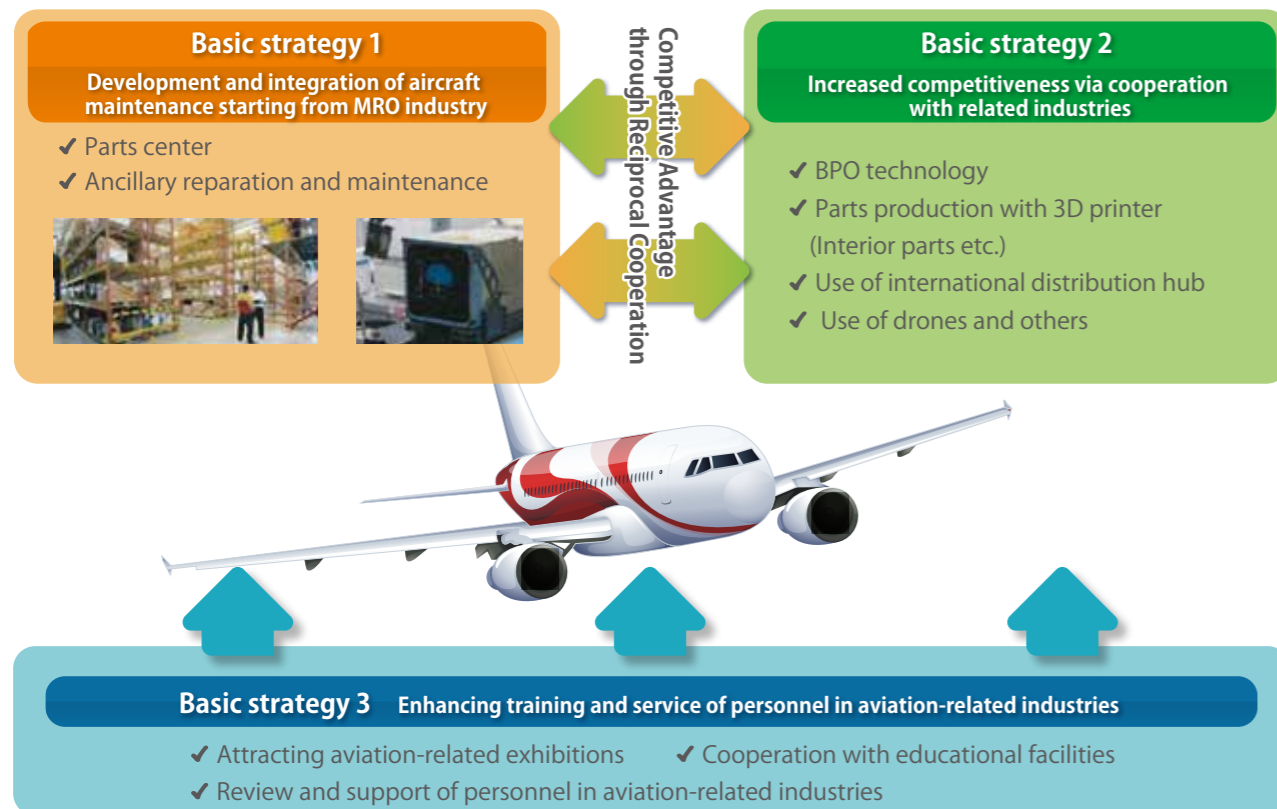 Basic strategy 1
Development and integration of aircraft
maintenance starting from MRO industry
✔ Parts center
✔ Ancillary reparation and maintenance
Competitive Advantage
through Reciprocal Cooperation
Basic strategy 2
Increased competitiveness via cooperation
with related industries
✔ BPO technology
✔ Parts production with 3D printer
(Interior parts etc.)
✔ Use of international distribution hub
✔ Use of drones and others
Basic strategy 3 Enhancing training and service of personnel in aviation-related industries
✔ Attracting aviation-related exhibitions ✔ Cooperation with educational facilities
✔ Review and support of personnel in aviation-related industries